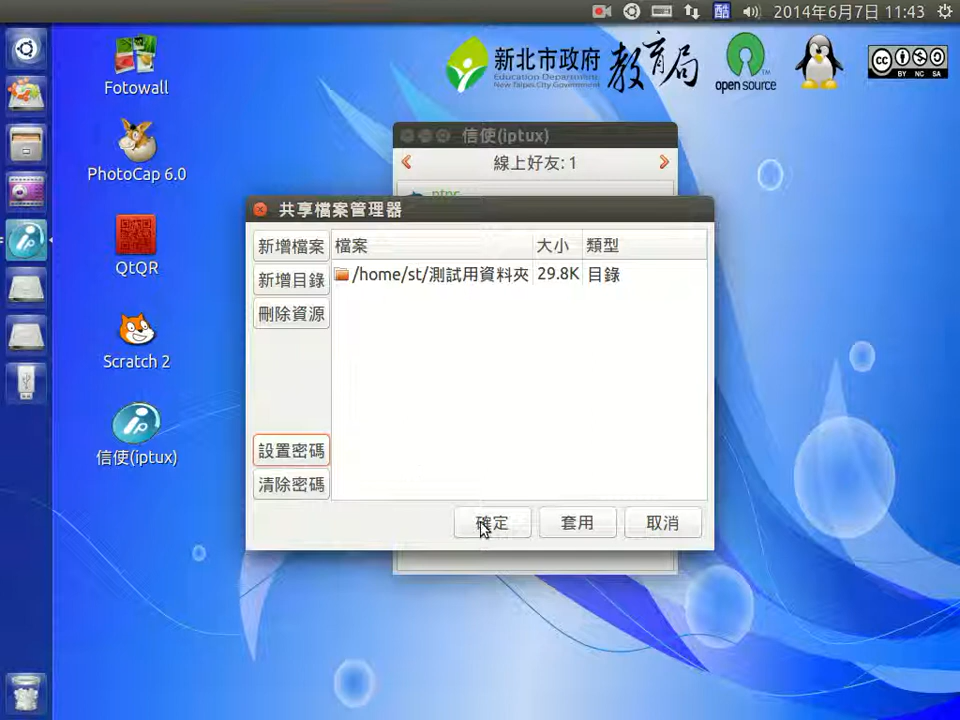 酷
2014年6月7日 11:43
Fotowall
PhotoCap 6.0
QtQR
Scratch 2
信使(iptux)
新北市政府
Education Department
New Taipei City Government
教育局
open source
BY NC SA
信使(iptux)
線上好友: 1
共享檔案管理器
新增檔案
檔案
大小
類型
新增目錄
/home/st/測試用資料夾
29.8K
目錄
刪除資源
設置密碼
清除密碼
確定
套用
取消